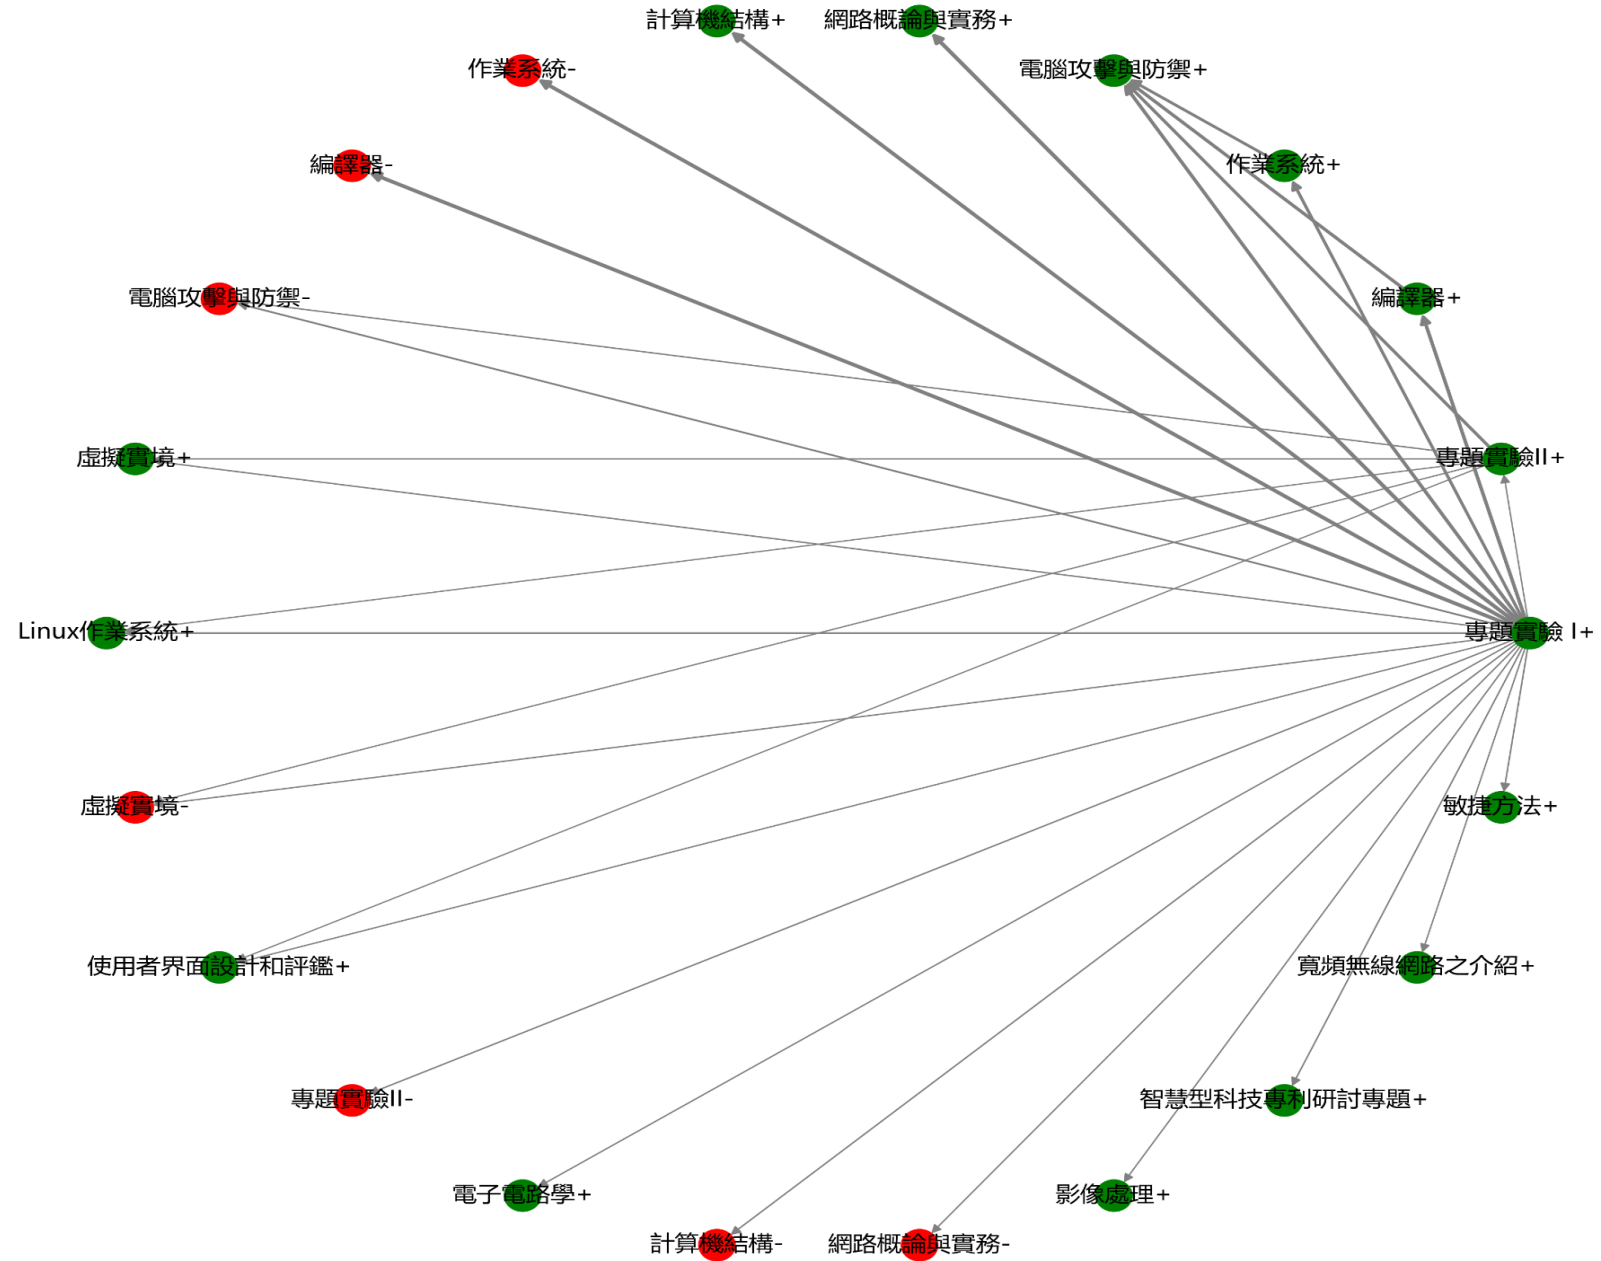 計算機結構+
網路概論與實務+
作業系統-
電腦攻擊與防禦+
編譯器-
作業系統+
電腦攻擊與防禦-
編譯器+
虛擬實境+
專題實驗II+
Linux作業系統+
專題實驗 I+
虛擬實境-
敏捷方法+
使用者界面設計和評鑑+
寬頻無線網路之介紹+
專題實驗II-
智慧型科技專利研討專題+
電子電路學+
影像處理+
計算機結構-
網路概論與實務-